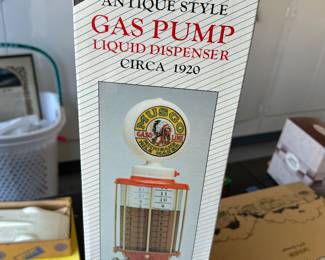 ANTIQUE STYLE
GAS PUMP
LIQUID DISPENSER
CIRCA 1920
MUSGO
GASOLINE